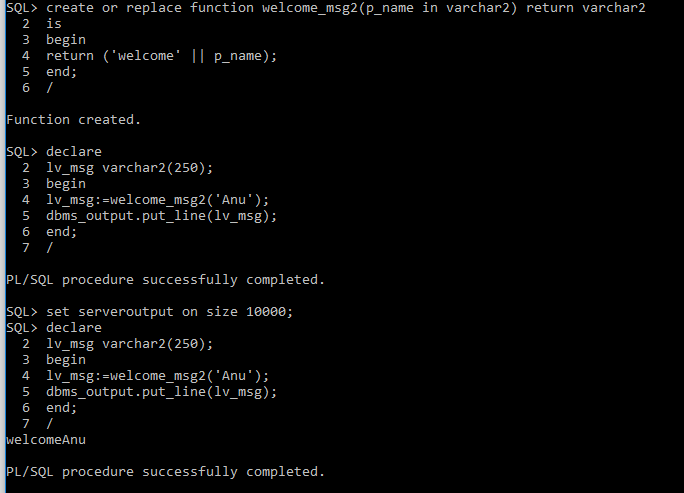 SQL> create or replace function welcome_msg2(p_name in varchar2) return varchar2
  2  is
  3  begin
  4  return ('welcome' || p_name);
  5  end;
  6  /
Function created.
SQL> declare
  2  lv_msg varchar2(250);
  3  begin
  4  lv_msg:=welcome_msg2('Anu');
  5  dbms_output.put_line(lv_msg);
  6  end;
  7  /
PL/SQL procedure successfully completed.
SQL> set serveroutput on size 10000;
SQL> declare
  2  lv_msg varchar2(250);
  3  begin
  4  lv_msg:=welcome_msg2('Anu');
  5  dbms_output.put_line(lv_msg);
  6  end;
  7  /
welcomeAnu
PL/SQL procedure successfully completed.